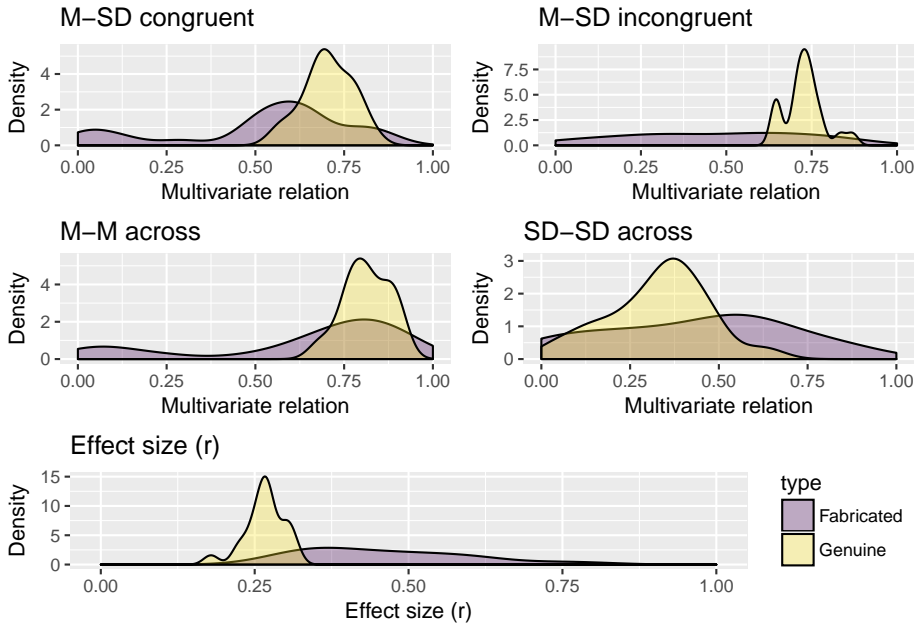 M−SD congruent
Density
4
2
0
0.00 0.25 0.50 0.75 1.00
Multivariate relation
M−SD incongruent
Density
7.5
5.0
2.5
0.0
0.00 0.25 0.50 0.75 1.00
Multivariate relation
M−M across
Density
4
2
0
0.00 0.25 0.50 0.75 1.00
Multivariate relation
SD−SD across
Density
3
2
1
0
0.00 0.25 0.50 0.75 1.00
Multivariate relation
Effect size (r)
Density
15
10
5
0
0.00 0.25 0.50 0.75 1.00
Effect size (r)
type
Fabricated
Genuine